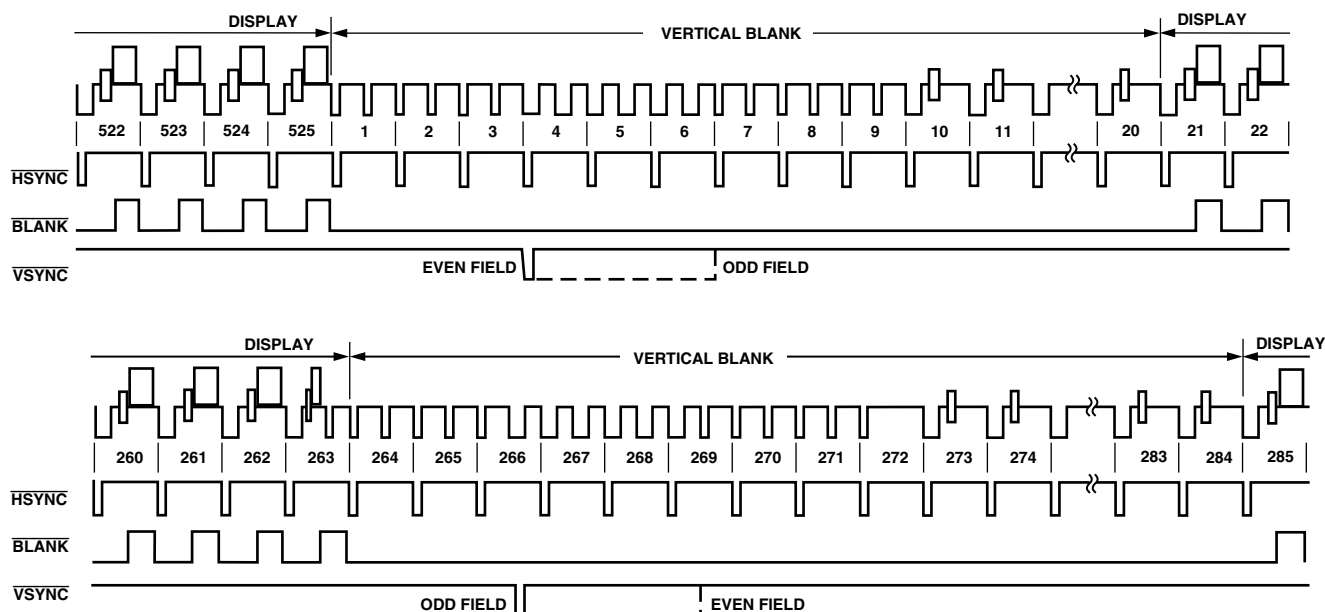 DISPLAY VERTICAL BLANK DISPLAY
522 523 524 525 1 2 3 4 5 6 7 8 9 10 11 20 21 22
HSYNC
BLANK
VSYNC EVEN FIELD ODD FIELD
DISPLAY VERTICAL BLANK DISPLAY
260 261 262 263 264 265 266 267 268 269 270 271 272 273 274 283 284 285
HSYNC
BLANK
VSYNC ODD FIELD EVEN FIELD